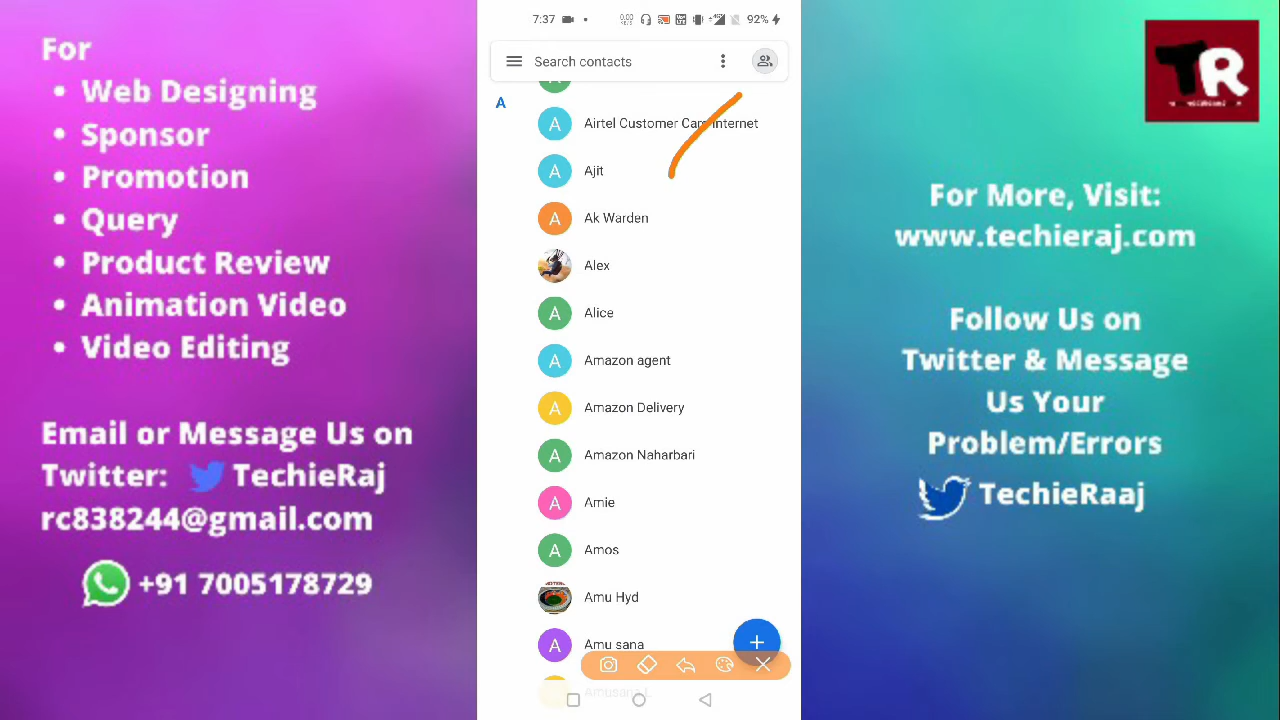 For
• Web Designing
• Sponsor
• Promotion
• Query
• Product Review
• Animation Video
• Video Editing
Email or Message Us on
Twitter: TechieRaj
rc838244@gmail.com
+91 7005178729
7:37
92%
Search contacts
A
A Airtel Customer Care Internet
A Ajit
A Ak Warden
Alex
A Alice
A Amazon agent
A Amazon Delivery
A Amazon Naharbari
A Amie
A Amos
Amu Hyd
A Amu sana
TR
For More, Visit:
www.techieraj.com
Follow Us on
Twitter & Message
Us Your
Problem/Errors
TechieRaaj